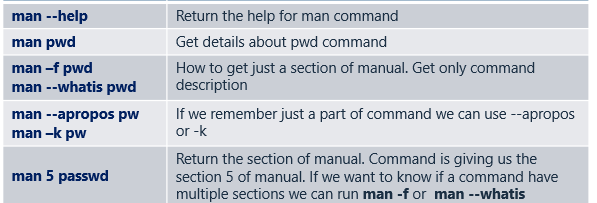 man --help Return the help for man command
man pwd Get details about pwd command
man –f pwd How to get just a section of manual. Get only command
man --whatis pwd description
man --apropos pw If we remember just a part of command we can use --apropos
man –k pw or -k
Return the section of manual. Command is giving us the
man 5 passwd section 5 of manual. If we want to know if a command have
multiple sections we can run man -f or man --whatis